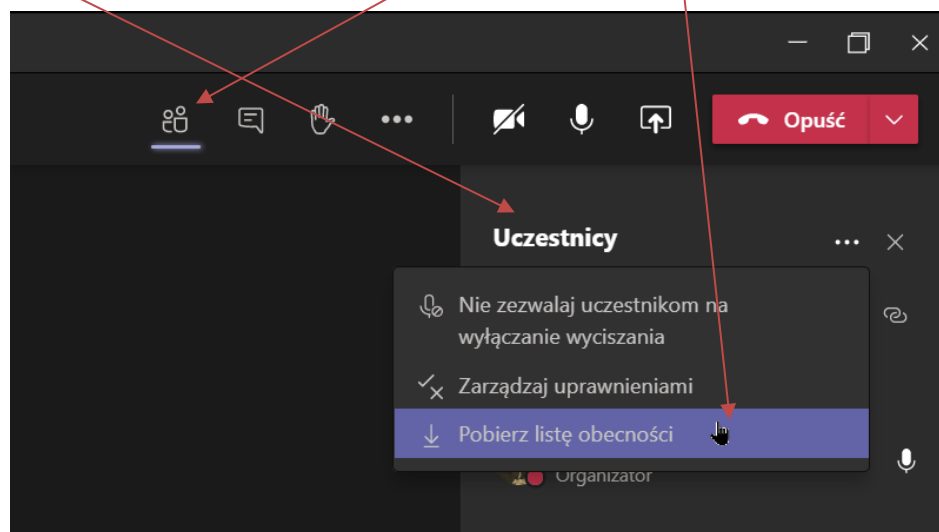 Opuść
Uczestnicy
Nie zezwalaj uczestnikom na
wyłączanie wyciszania
Zarządzaj uprawnieniami
Pobierz listę obecności
Organizator